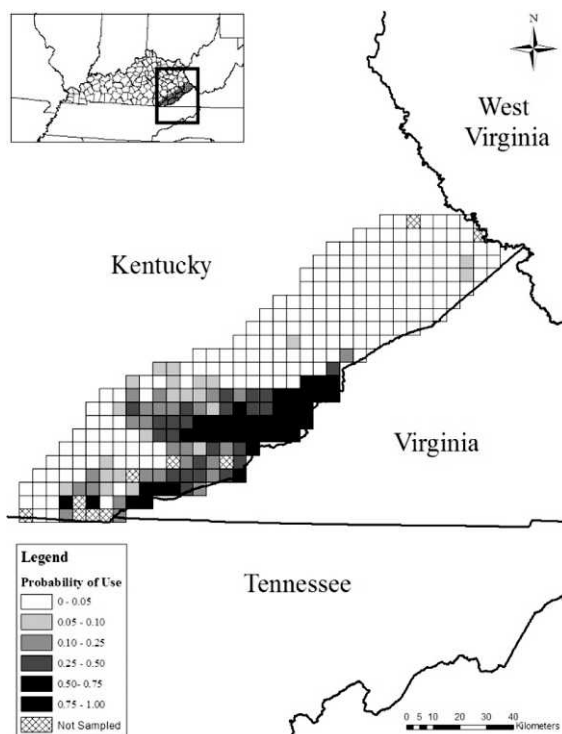 N
West
Virginia
Kentucky
Virginia
Tennessee
Legend
Probability of Use
0 - 0.05
0.05 - 0.10
0.10 - 0.25
0.25 - 0.50
0.50- 0.75
0.75 - 1.00
Not Sampled
0 5 10 20 30 40
Kilometers